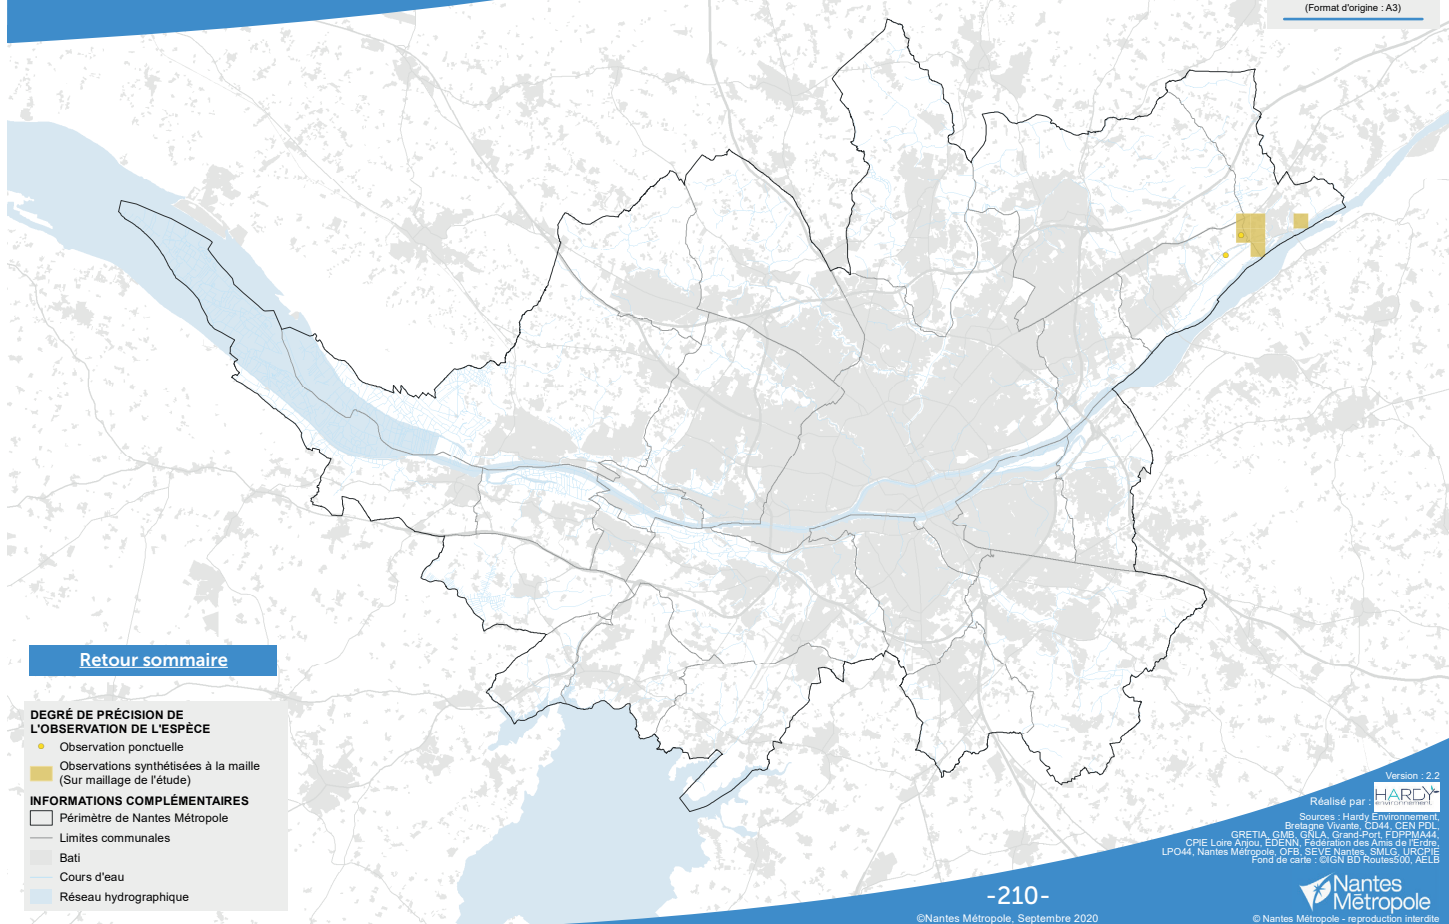 (Format d'origine : A3)
Retour sommaire
DEGRÉ DE PRÉCISION DE
L'OBSERVATION DE L'ESPÈCE
Observation ponctuelle
Observations synthétisées à la maille
(Sur maillage de l'étude)
INFORMATIONS COMPLÉMENTAIRES
Périmètre de Nantes Métropole
Limites communales
Bati
Cours d'eau
Réseau hydrographique
Version : 2.2
Réalisé par : HARDY
environnement
Sources : Hardy Environnement,
Bretagne Vivante, CD44, CEN PDL,
GRETIA, GMB, GNLA, Grand-Port, FDPPMA44,
CPIE Loire Anjou, EDENN, Fédération des Amis de l'Erdre,
LPO44, Nantes Métropole, OFB, SEVE Nantes, SMLG, URCPIE
Fond de carte : ©IGN BD Routes500, AELB
-210-
Nantes
Métropole
©Nantes Métropole, Septembre 2020
© Nantes Métropole - reproduction interdite